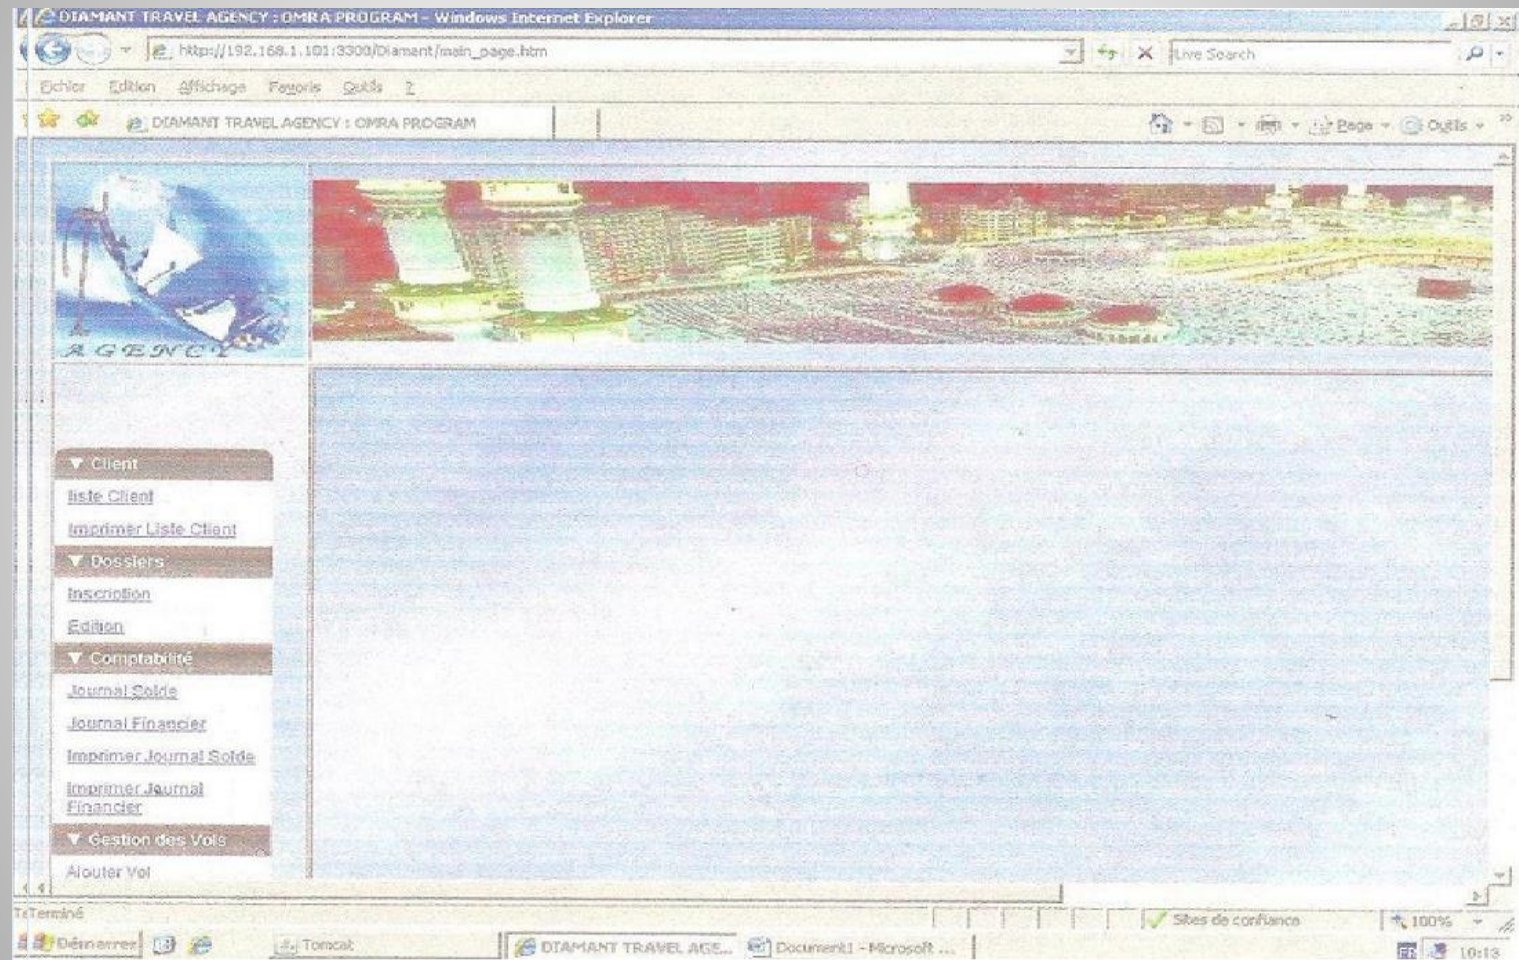 DIAMANT TRAVEL AGENCY : OMRA PROGRAM - Windows Internet Explorer
http://192.168.1.101:3300/Diamant/main_page.htm
Live Search
Fichier Edition Affichage Favoris Outils ?
DIAMANT TRAVEL AGENCY : OMRA PROGRAM
Page Outils
AGENCY
▼ Client
liste Client
Imprimer Liste Client
▼ Dossiers
Inscription
Edition
▼ Comptabilité
Journal Solde
Journal Financier
Imprimer Journal Solde
Imprimer Journal
Financier
▼ Gestion des Vols
Ajouter Vol
Terminé
Sites de confiance
100%
Démarrer
Tomcat
DIAMANT TRAVEL AGE...
Document1 - Microsoft ...
FR
10:13